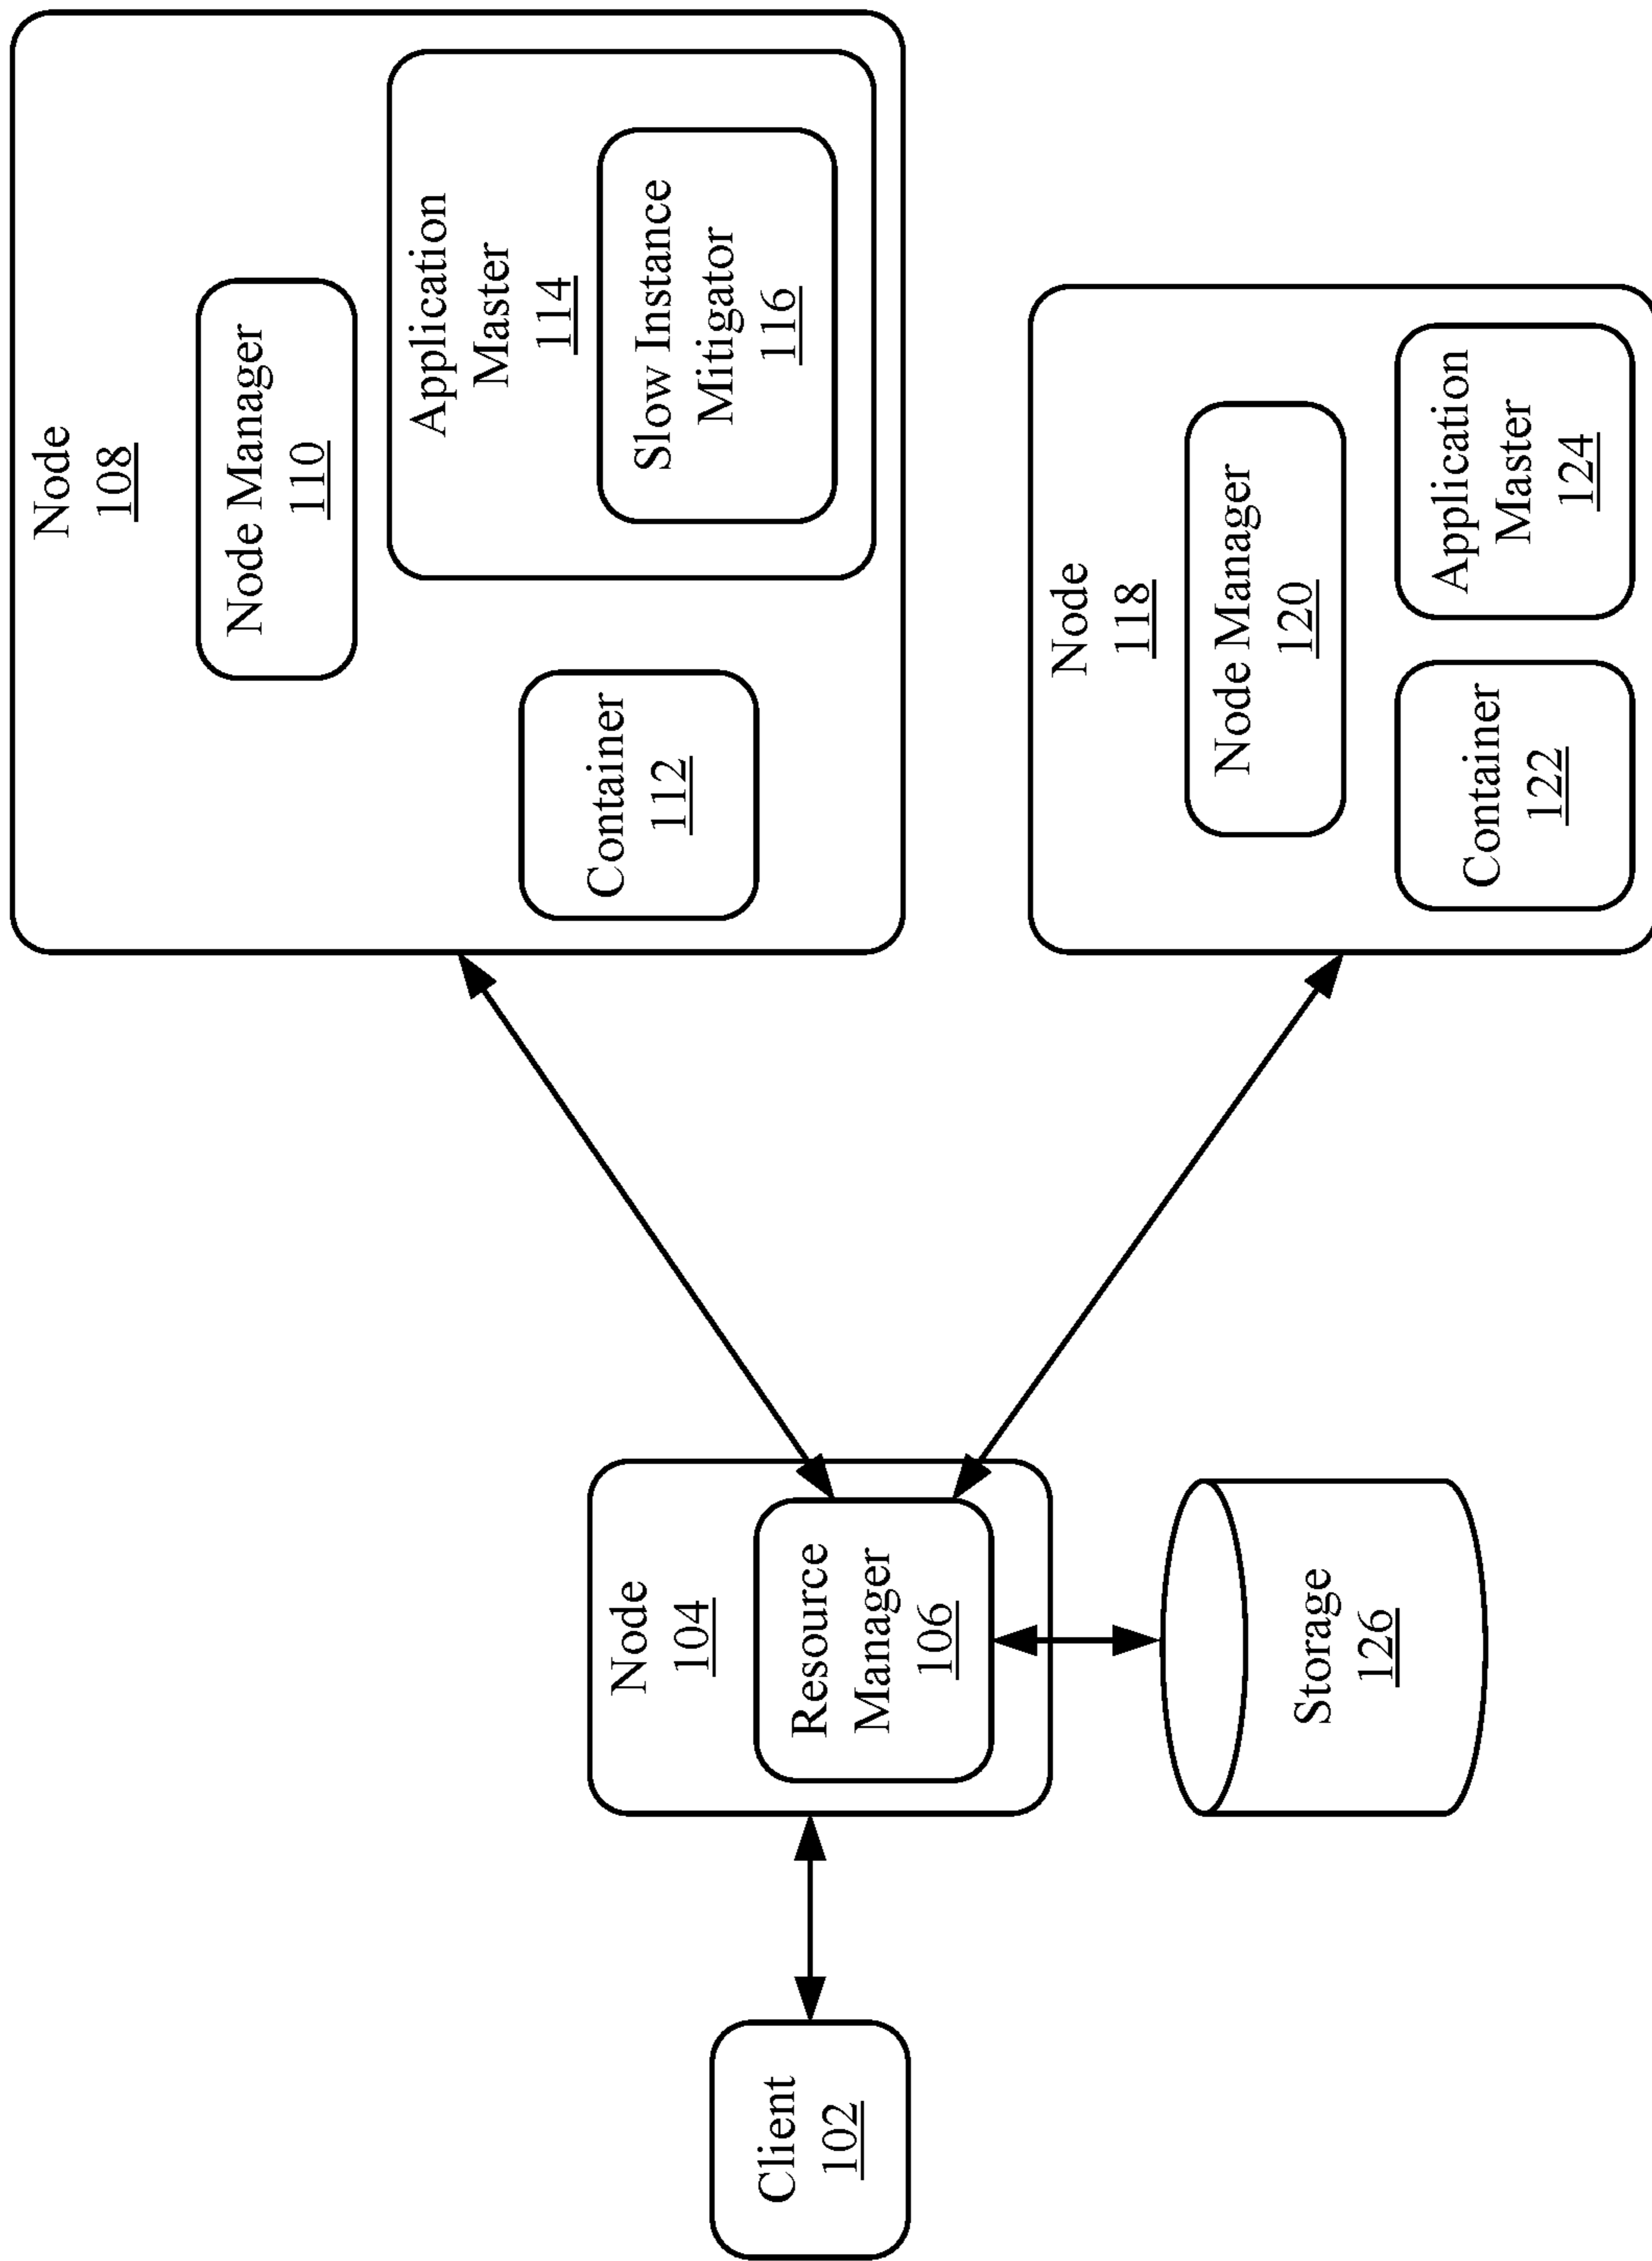 Client
102
Node
104
Resource
Manager
106
Storage
126
Node
108
Node Manager
110
Container
112
Application
Master
114
Slow Instance
Mitigator
116
Node
118
Node Manager
120
Container
122
Application
Master
124